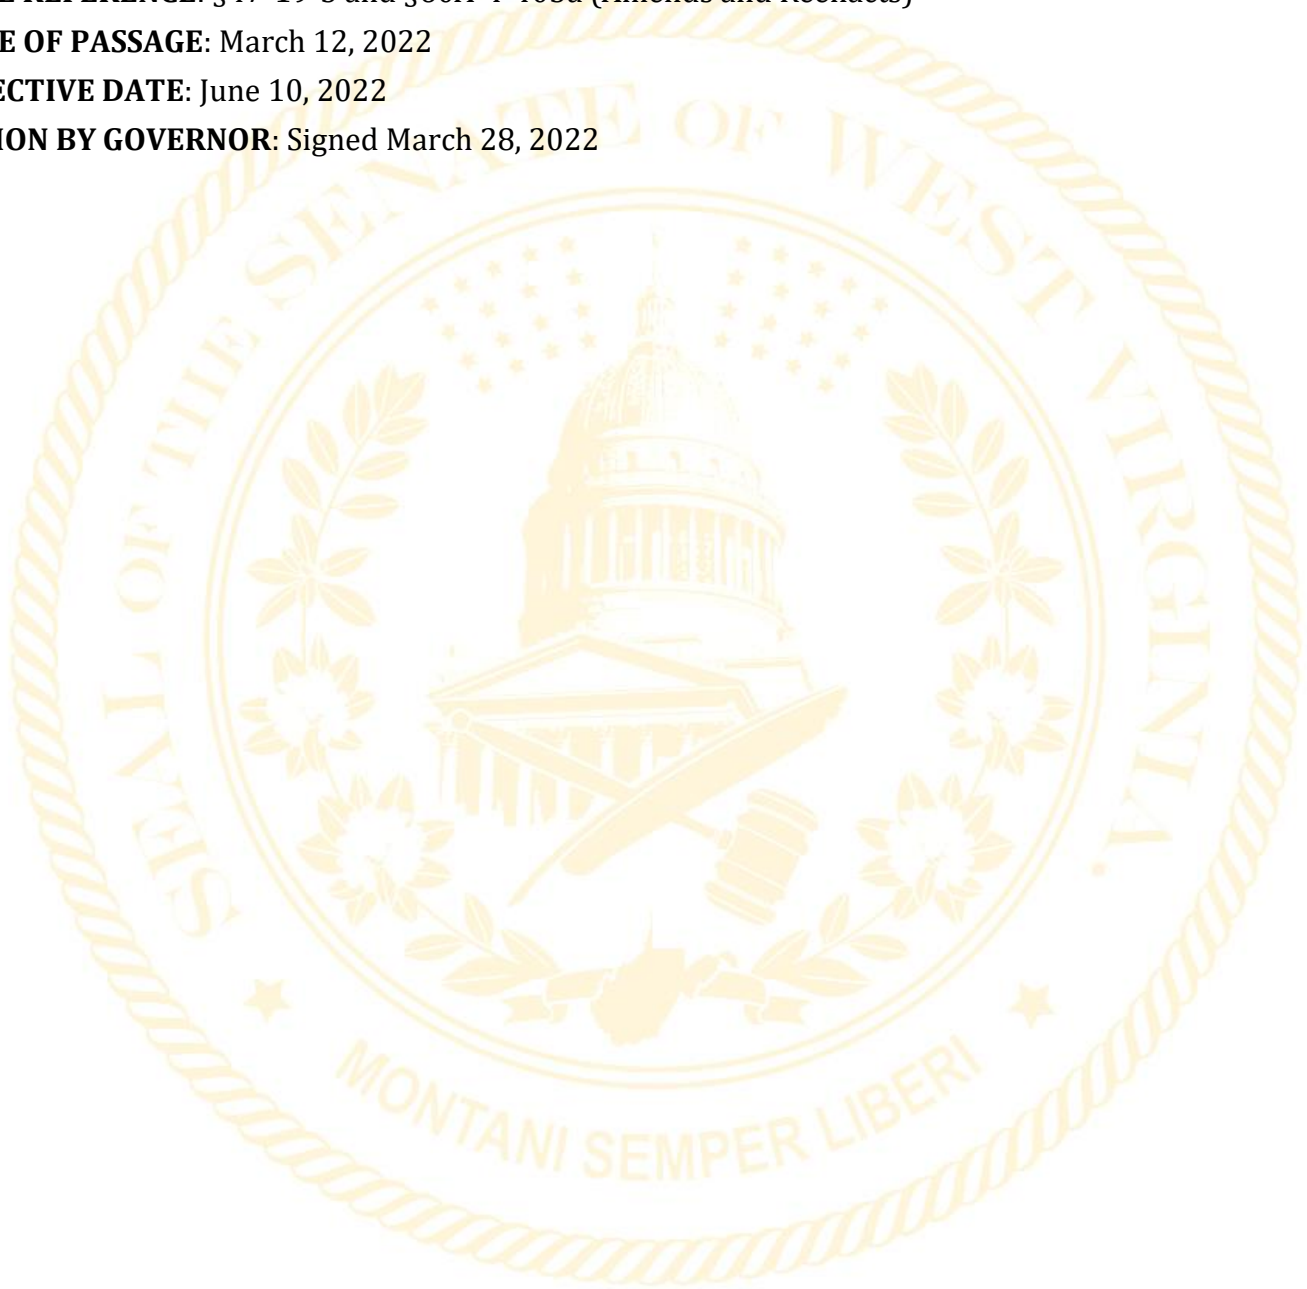 E OF PASSAGE: March 12, 2022
ECTIVE DATE: June 10, 2022
ION BY GOVERNOR: Signed March 28, 2022
SEAL OF THE SENATE OF WEST VIRGINIA
MONTANI SEMPER LIBERI